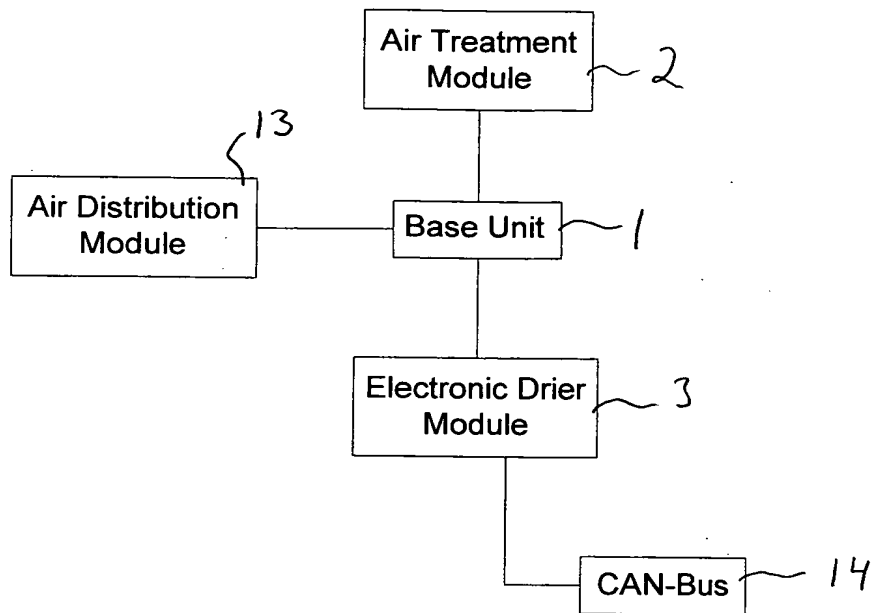 Air Treatment
Module
2
13
Air Distribution
Module
Base Unit
1
Electronic Drier
Module
3
CAN-Bus
14